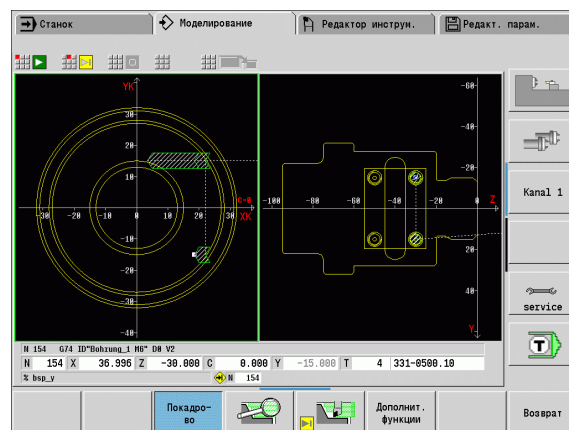 Станок Моделирование Редактор инструм. Редакт. парам.
YK
30
20
10
-30 -20 -10 0 10 20 30 C-0 XK
-10
-20
-30
-40
-60
-40
-20
-100 -80 -60 -40 -20 0 Z
20
40
Y
Kanal 1
service
T
N 154 G74 ID"Bohrung_1 M6" D0 V2
N 154 X 36.996 Z -30.000 C 0.000 Y -15.000 T 4 331-0500.10
% bsp_y N 154
Покадро-
во
Дополнит.
функции
Возврат